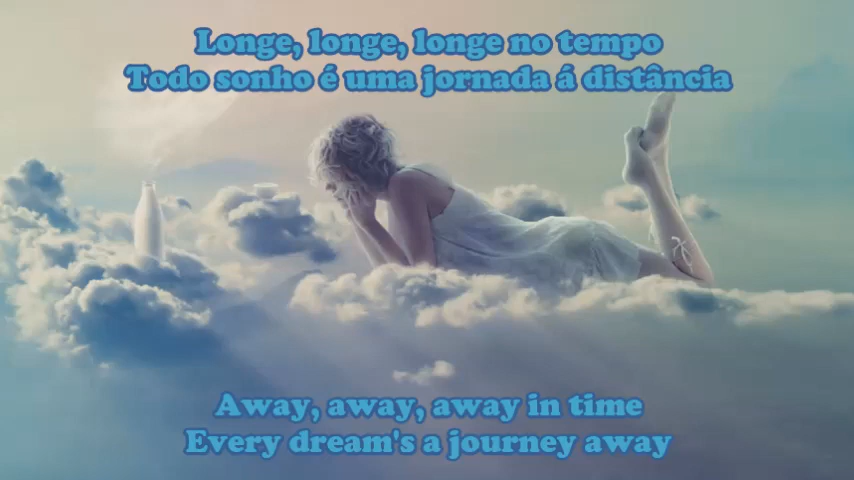 Longe, longe, longe no tempo
Todo sonho é uma jornada á distância
Away, away, away in time
Every dream's a journey away